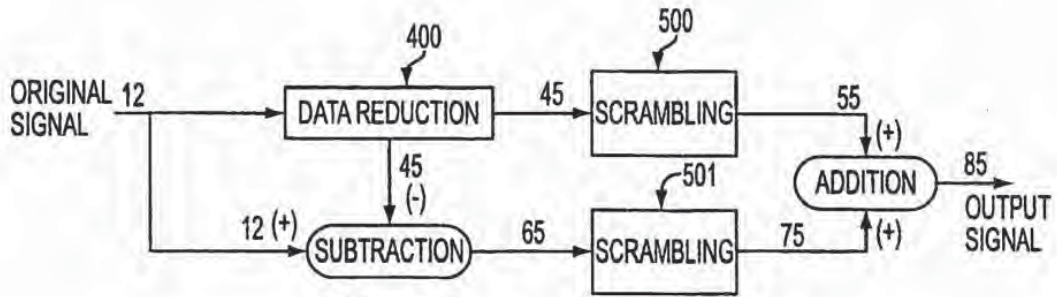 400
500
ORIGINAL
SIGNAL
12
DATA REDUCTION
45
SCRAMBLING
55
(+)
45
(-)
501
ADDITION
85
OUTPUT
SIGNAL
12 (+)
SUBTRACTION
65
SCRAMBLING
75
(+)